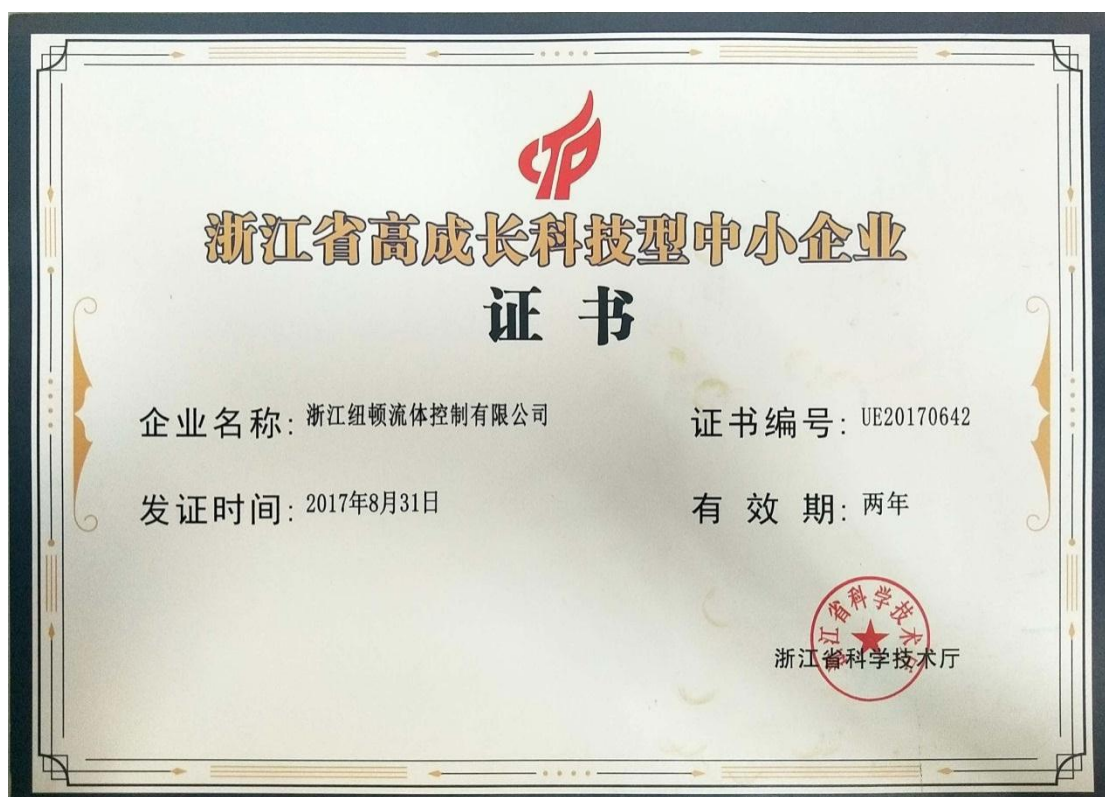 CTP
浙江省高成长科技型中小企业
证书
企业名称: 浙江纽顿流体控制有限公司
证书编号: UE20170642
发证时间: 2017年8月31日
有效期: 两年
浙江省科学技术厅
浙江省科学技术厅